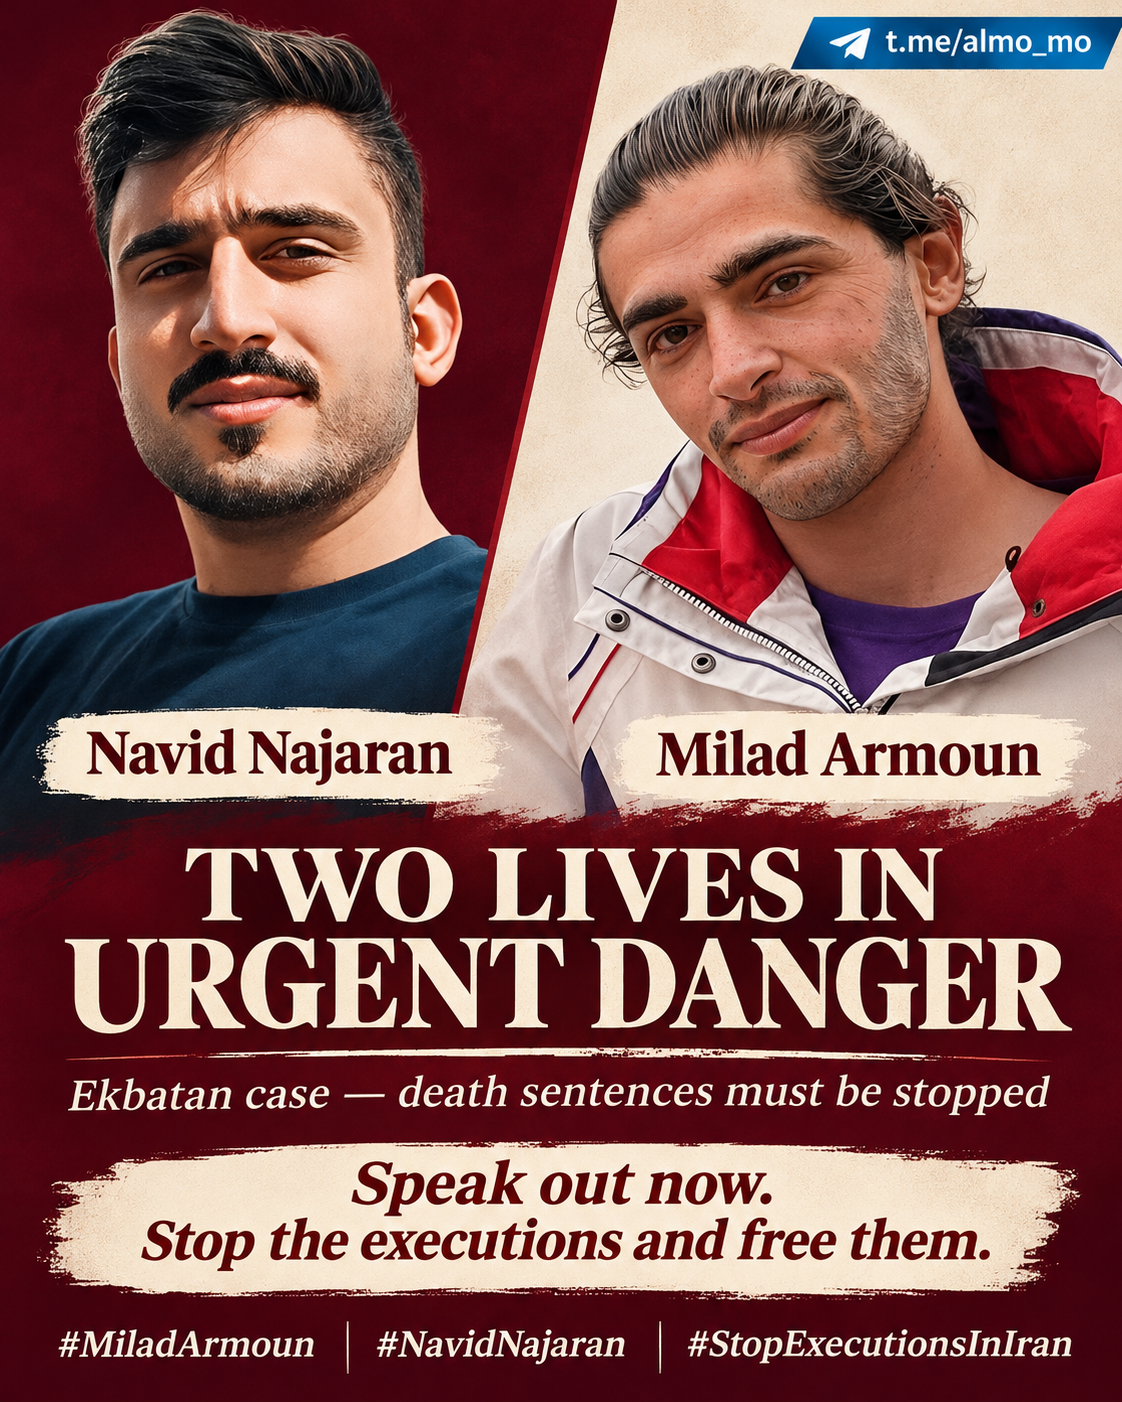 t.me/almo_mo
Navid Najaran
Milad Armoun
TWO LIVES IN
URGENT DANGER
Ekbatan case — death sentences must be stopped
Speak out now.
Stop the executions and free them.
#MiladArmoun | #NavidNajaran | #StopExecutionsInIran